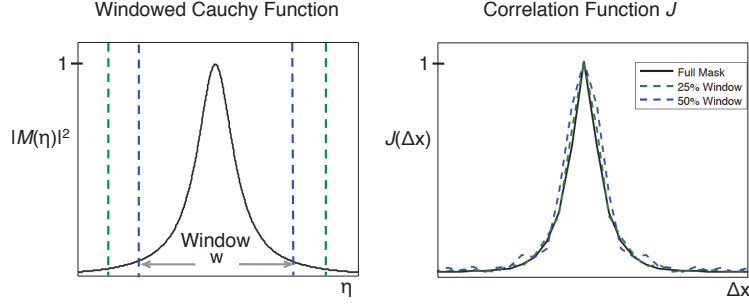 Windowed Cauchy Function
1
|M(η)|²
Window
w
η
Correlation Function J
1
J(Δx)
Full Mask
25% Window
50% Window
Δx